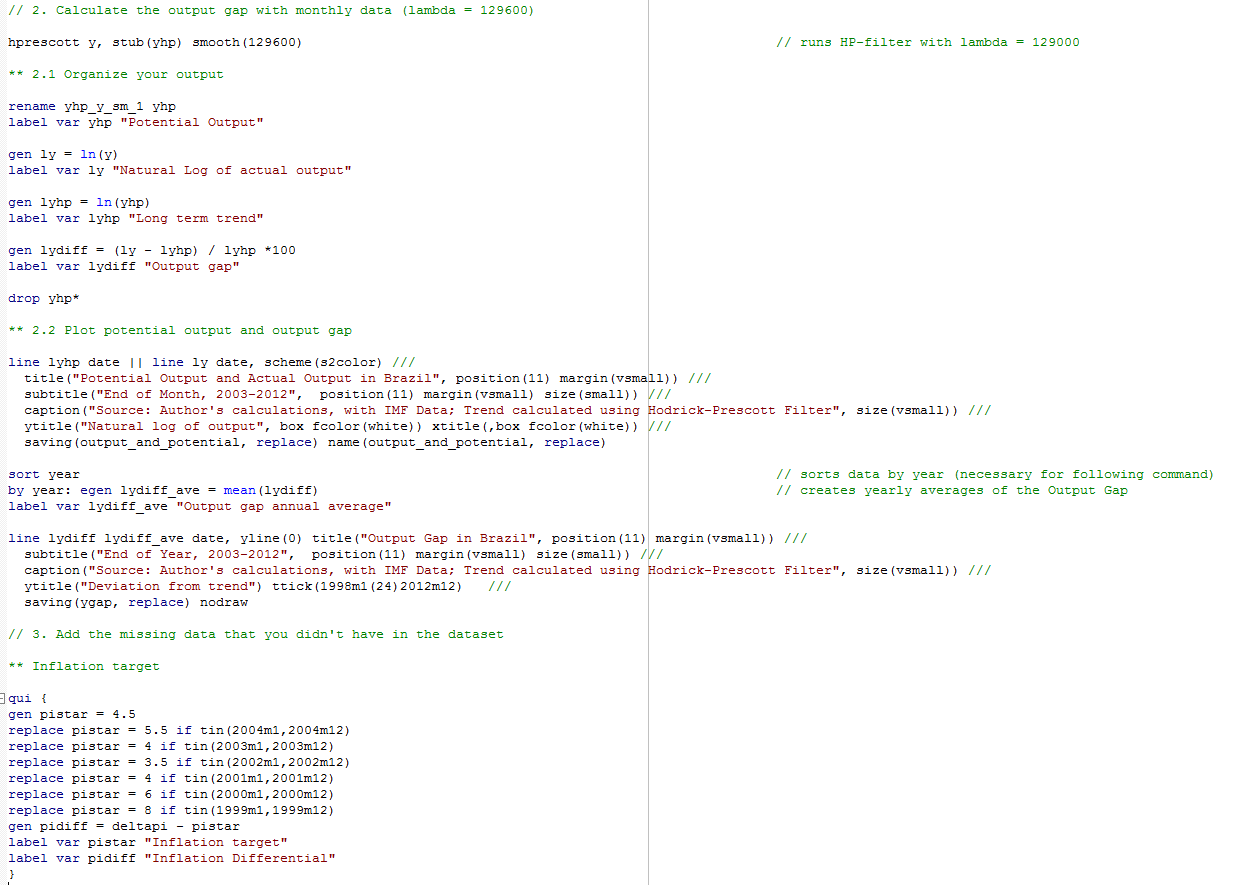 // 2. Calculate the output gap with monthly data (lambda = 129600)
hprescott y, stub(yhp) smooth(129600) // runs HP-filter with lambda = 129000
** 2.1 Organize your output
rename yhp_y_sm_1 yhp
label var yhp "Potential Output"
gen ly = ln(y)
label var ly "Natural Log of actual output"
gen lyhp = ln(yhp)
label var lyhp "Long term trend"
gen lydiff = (ly - lyhp) / lyhp *100
label var lydiff "Output gap"
drop yhp*
** 2.2 Plot potential output and output gap
line lyhp date || line ly date, scheme(s2color) ///
title("Potential Output and Actual Output in Brazil", position(11) margin(vsmall)) ///
subtitle("End of Month, 2003-2012",  position(11) margin(vsmall) size(small)) ///
caption("Source: Author's calculations, with IMF Data; Trend calculated using Hodrick-Prescott Filter", size(vsmall)) ///
ytitle("Natural log of output", box fcolor(white)) xtitle(,box fcolor(white)) ///
saving(output_and_potential, replace) name(output_and_potential, replace)
sort year // sorts data by year (necessary for following command)
by year: egen lydiff_ave = mean(lydiff) // creates yearly averages of the Output Gap
label var lydiff_ave "Output gap annual average"
line lydiff lydiff_ave date, yline(0) title("Output Gap in Brazil", position(11) margin(vsmall)) ///
subtitle("End of Year, 2003-2012",  position(11) margin(vsmall) size(small)) ///
caption("Source: Author's calculations, with IMF Data; Trend calculated using Hodrick-Prescott Filter", size(vsmall)) ///
ytitle("Deviation from trend") ttick(1998m1(24)2012m12)   ///
saving(ygap, replace) nodraw
// 3. Add the missing data that you didn't have in the dataset
** Inflation target
qui {
gen pistar = 4.5
replace pistar = 5.5 if tin(2004m1,2004m12)
replace pistar = 4 if tin(2003m1,2003m12)
replace pistar = 3.5 if tin(2002m1,2002m12)
replace pistar = 4 if tin(2001m1,2001m12)
replace pistar = 6 if tin(2000m1,2000m12)
replace pistar = 8 if tin(1999m1,1999m12)
gen pidiff = deltapi - pistar
label var pistar "Inflation target"
label var pidiff "Inflation Differential"
}